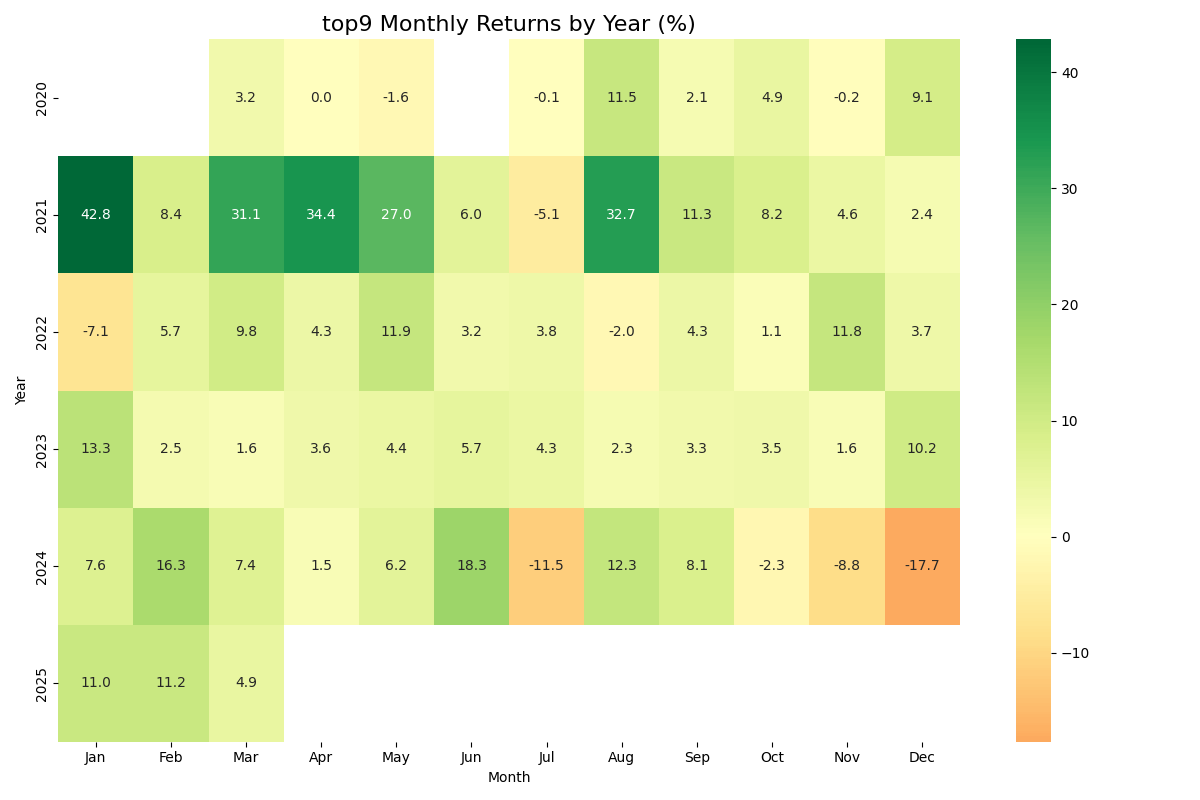 top9 Monthly Returns by Year (%)
2020 3.2 0.0 -1.6 -0.1 11.5 2.1 4.9 -0.2 9.1
2021 42.8 8.4 31.1 34.4 27.0 6.0 -5.1 32.7 11.3 8.2 4.6 2.4
2022 -7.1 5.7 9.8 4.3 11.9 3.2 3.8 -2.0 4.3 1.1 11.8 3.7
2023 13.3 2.5 1.6 3.6 4.4 5.7 4.3 2.3 3.3 3.5 1.6 10.2
2024 7.6 16.3 7.4 1.5 6.2 18.3 -11.5 12.3 8.1 -2.3 -8.8 -17.7
2025 11.0 11.2 4.9
Year
Jan Feb Mar Apr May Jun Jul Aug Sep Oct Nov Dec
Month
40
30
20
10
0
−10